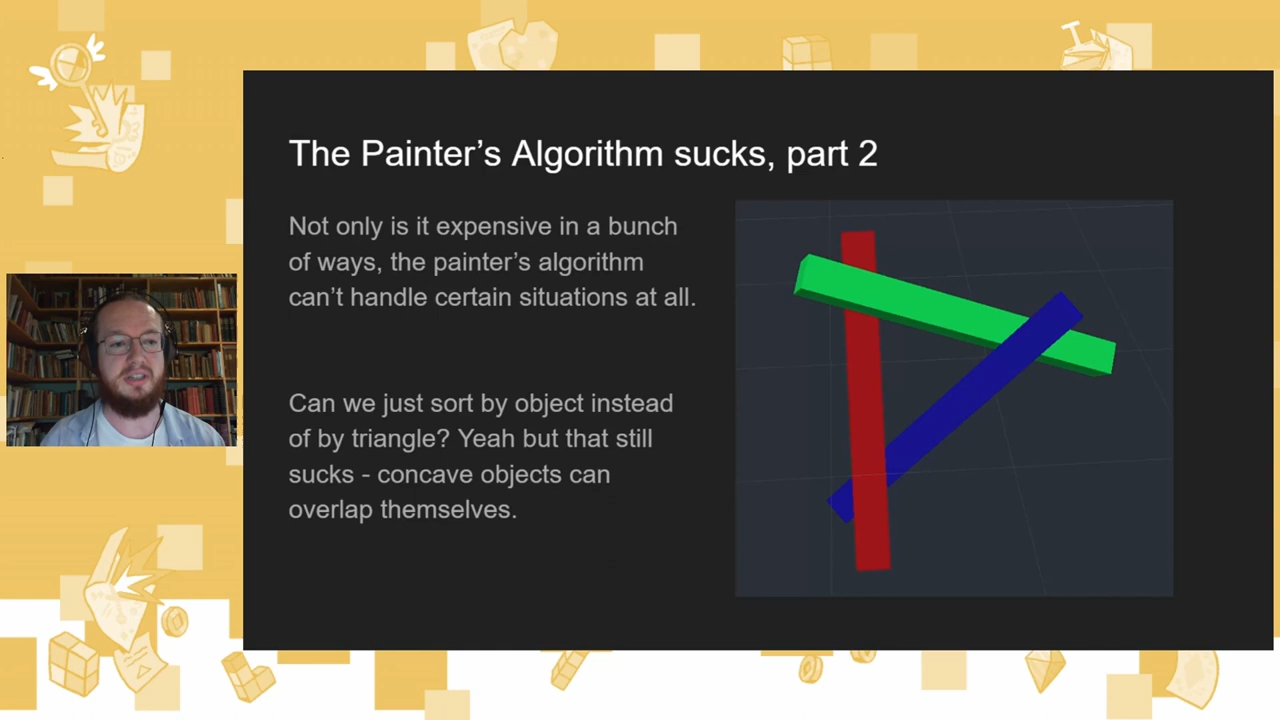 The Painter’s Algorithm sucks, part 2
Not only is it expensive in a bunch
of ways, the painter’s algorithm
can’t handle certain situations at all.
Can we just sort by object instead
of by triangle? Yeah but that still
sucks - concave objects can
overlap themselves.